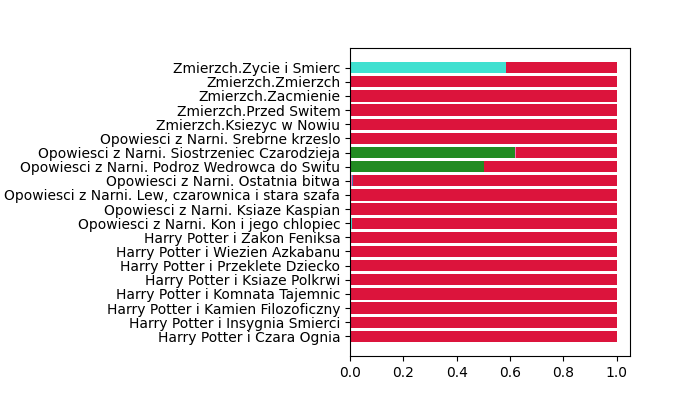 Zmierzch.Zycie i Smierc
Zmierzch.Zmierzch
Zmierzch.Zacmienie
Zmierzch.Przed Switem
Zmierzch.Ksiezyc w Nowiu
Opowiesci z Narni. Srebrne krzeslo
Opowiesci z Narni. Siostrzeniec Czarodzieja
Opowiesci z Narni. Podroz Wedrowca do Switu
Opowiesci z Narni. Ostatnia bitwa
Opowiesci z Narni. Lew, czarownica i stara szafa
Opowiesci z Narni. Ksiaze Kaspian
Opowiesci z Narni. Kon i jego chlopiec
Harry Potter i Zakon Feniksa
Harry Potter i Wiezien Azkabanu
Harry Potter i Przeklete Dziecko
Harry Potter i Ksiaze Polkrwi
Harry Potter i Komnata Tajemnic
Harry Potter i Kamien Filozoficzny
Harry Potter i Insygnia Smierci
Harry Potter i Czara Ognia
0.0 0.2 0.4 0.6 0.8 1.0